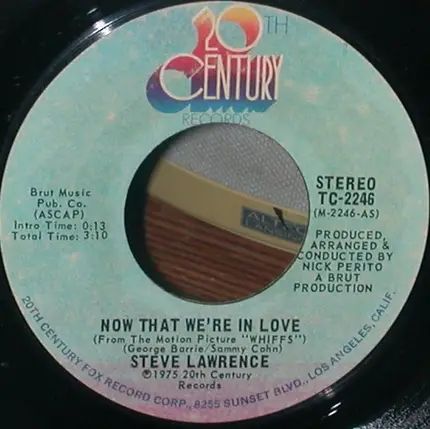 20TH
CENTURY
RECORDS
Brut Music
Pub. Co.
(ASCAP)
Intro Time: 0:13
Total Time: 3:10
STEREO
TC-2246
(M-2246-AS)
PRODUCED,
ARRANGED &
CONDUCTED BY
NICK PERITO
A BRUT
PRODUCTION
NOW THAT WE'RE IN LOVE
(From The Motion Picture "WHIFFS")
(George Barrie/Sammy Cohn)
STEVE LAWRENCE
℗1975 20th Century
Records
20TH CENTURY FOX RECORD CORP., 8255 SUNSET BLVD., LOS ANGELES, CALIF.